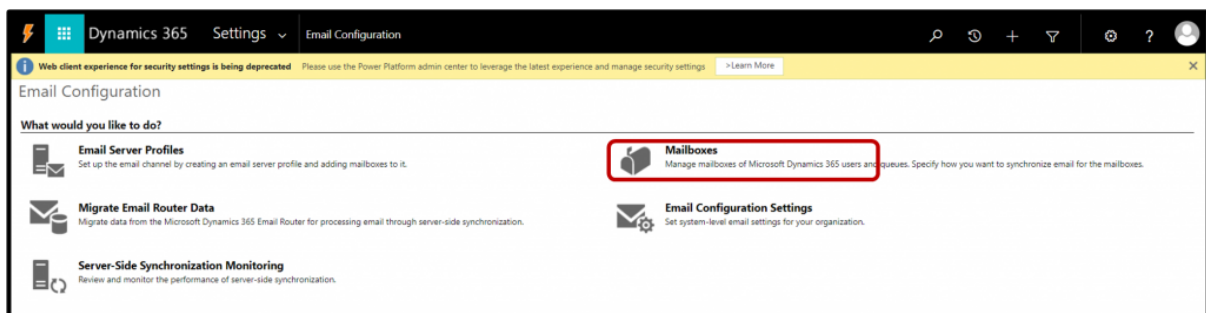 Dynamics 365 Settings Email Configuration ?
Web client experience for security settings is being deprecated Please use the Power Platform admin center to leverage the latest experience and manage security settings >Learn More
Email Configuration
What would you like to do?
Email Server Profiles
Set up the email channel by creating an email server profile and adding mailboxes to it.
Mailboxes
Manage mailboxes of Microsoft Dynamics 365 users and queues. Specify how you want to synchronize email for the mailboxes.
Migrate Email Router Data
Migrate data from the Microsoft Dynamics 365 Email Router for processing email through server-side synchronization.
Email Configuration Settings
Set system-level email settings for your organization.
Server-Side Synchronization Monitoring
Review and monitor the performance of server-side synchronization.